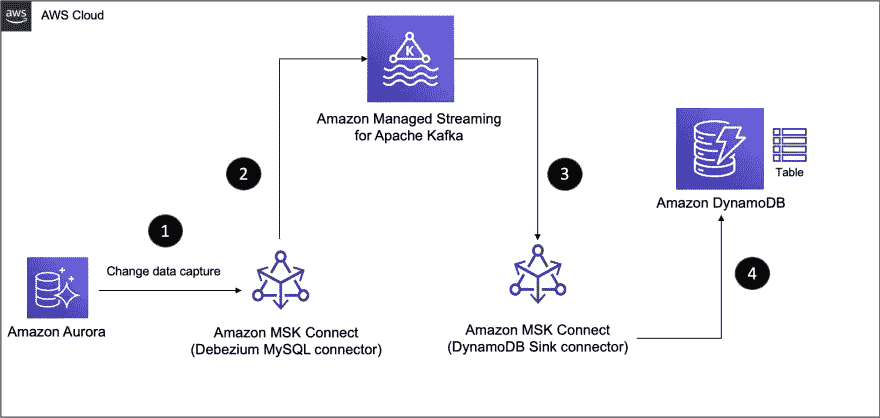 aws
AWS Cloud
K
Amazon Managed Streaming
for Apache Kafka
2
3
Table
Amazon DynamoDB
1
Change data capture
4
Amazon Aurora
Amazon MSK Connect
(Debezium MySQL connector)
Amazon MSK Connect
(DynamoDB Sink connector)